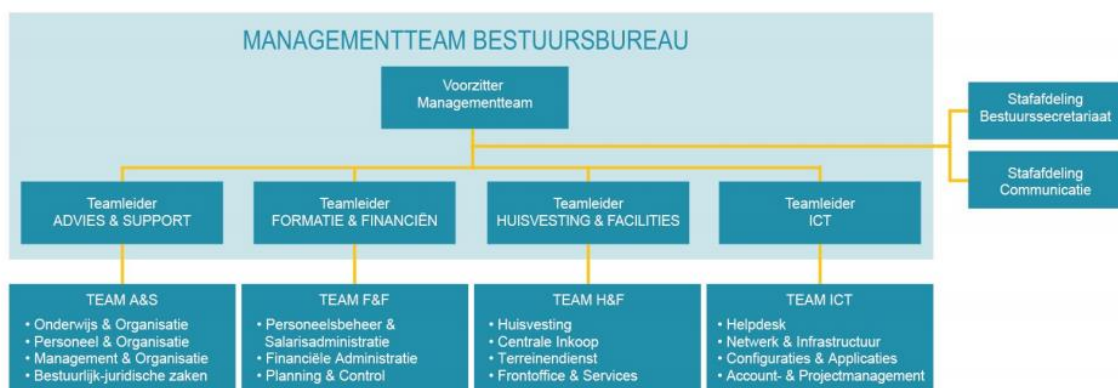 MANAGEMENTTEAM BESTUURSBUREAU
Voorzitter
Managementteam
Stafafdeling
Bestuurssecretariaat
Stafafdeling
Communicatie
Teamleider
ADVIES & SUPPORT
Teamleider
FORMATIE & FINANCIËN
Teamleider
HUISVESTING & FACILITIES
Teamleider
ICT
TEAM A&S
• Onderwijs & Organisatie
• Personeel & Organisatie
• Management & Organisatie
• Bestuurlijk-juridische zaken
TEAM F&F
• Personeelsbeheer &
Salarisadministratie
• Financiële Administratie
• Planning & Control
TEAM H&F
• Huisvesting
• Centrale Inkoop
• Terreinendienst
• Frontoffice & Services
TEAM ICT
• Helpdesk
• Netwerk & Infrastructuur
• Configuraties & Applicaties
• Account- & Projectmanagement